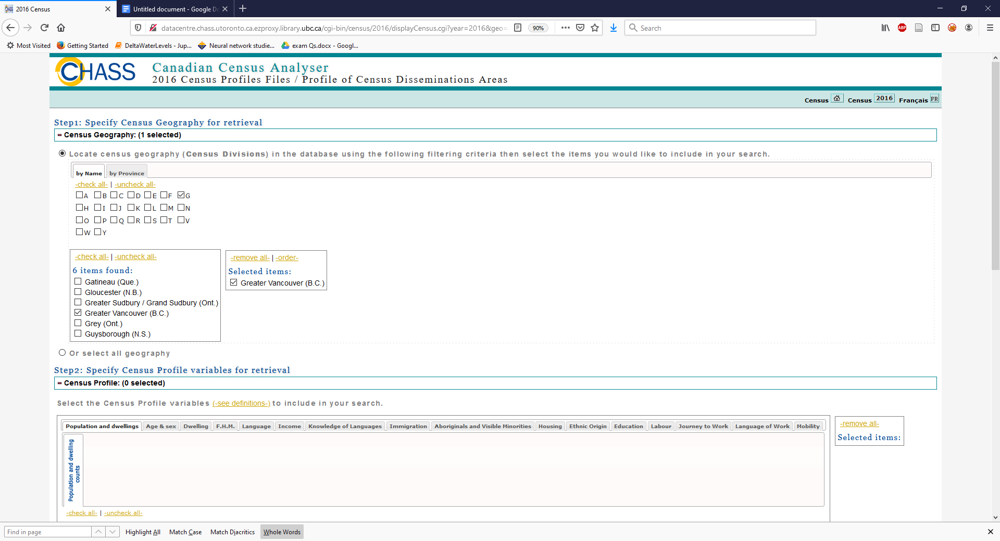 2016 Census
Untitled document - Google Do
datacentre.chass.utoronto.ca.ezproxy.library.ubc.ca/cgi-bin/census/2016/displayCensus.cgi?year=2016&geo=
90%
Search
ABP
Most Visited
Getting Started
DeltaWaterLevels - Jup...
Neural network studie...
exam Qs.docx - Googl...
CHASS
Canadian Census Analyser
2016 Census Profiles Files / Profile of Census Disseminations Areas
Census
Census 2016
Français FR
Step1: Specify Census Geography for retrieval
Census Geography: (1 selected)
Locate census geography (Census Divisions) in the database using the following filtering criteria then select the items you would like to include in your search.
by Name by Province
-check all- | -uncheck all-
A B C D E F G
H I J K L M N
O P Q R S T V
W Y
-check all- | -uncheck all-
6 items found:
Gatineau (Que.)
Gloucester (N.B.)
Greater Sudbury / Grand Sudbury (Ont.)
Greater Vancouver (B.C.)
Grey (Ont.)
Guysborough (N.S.)
-remove all- | -order-
Selected items:
Greater Vancouver (B.C.)
Or select all geography
Step2: Specify Census Profile variables for retrieval
Census Profile: (0 selected)
Select the Census Profile variables (-see definitions-) to include in your search.
Population and dwellings Age & sex Dwelling F.H.M. Language Income Knowledge of Languages Immigration Aboriginals and Visible Minorities Housing Ethnic Origin Education Labour Journey to Work Language of Work Mobility
Population and dwelling
counts
-check all- | -uncheck all-
-remove all-
Selected items:
Find in page
Highlight All
Match Case
Match Diacritics
Whole Words